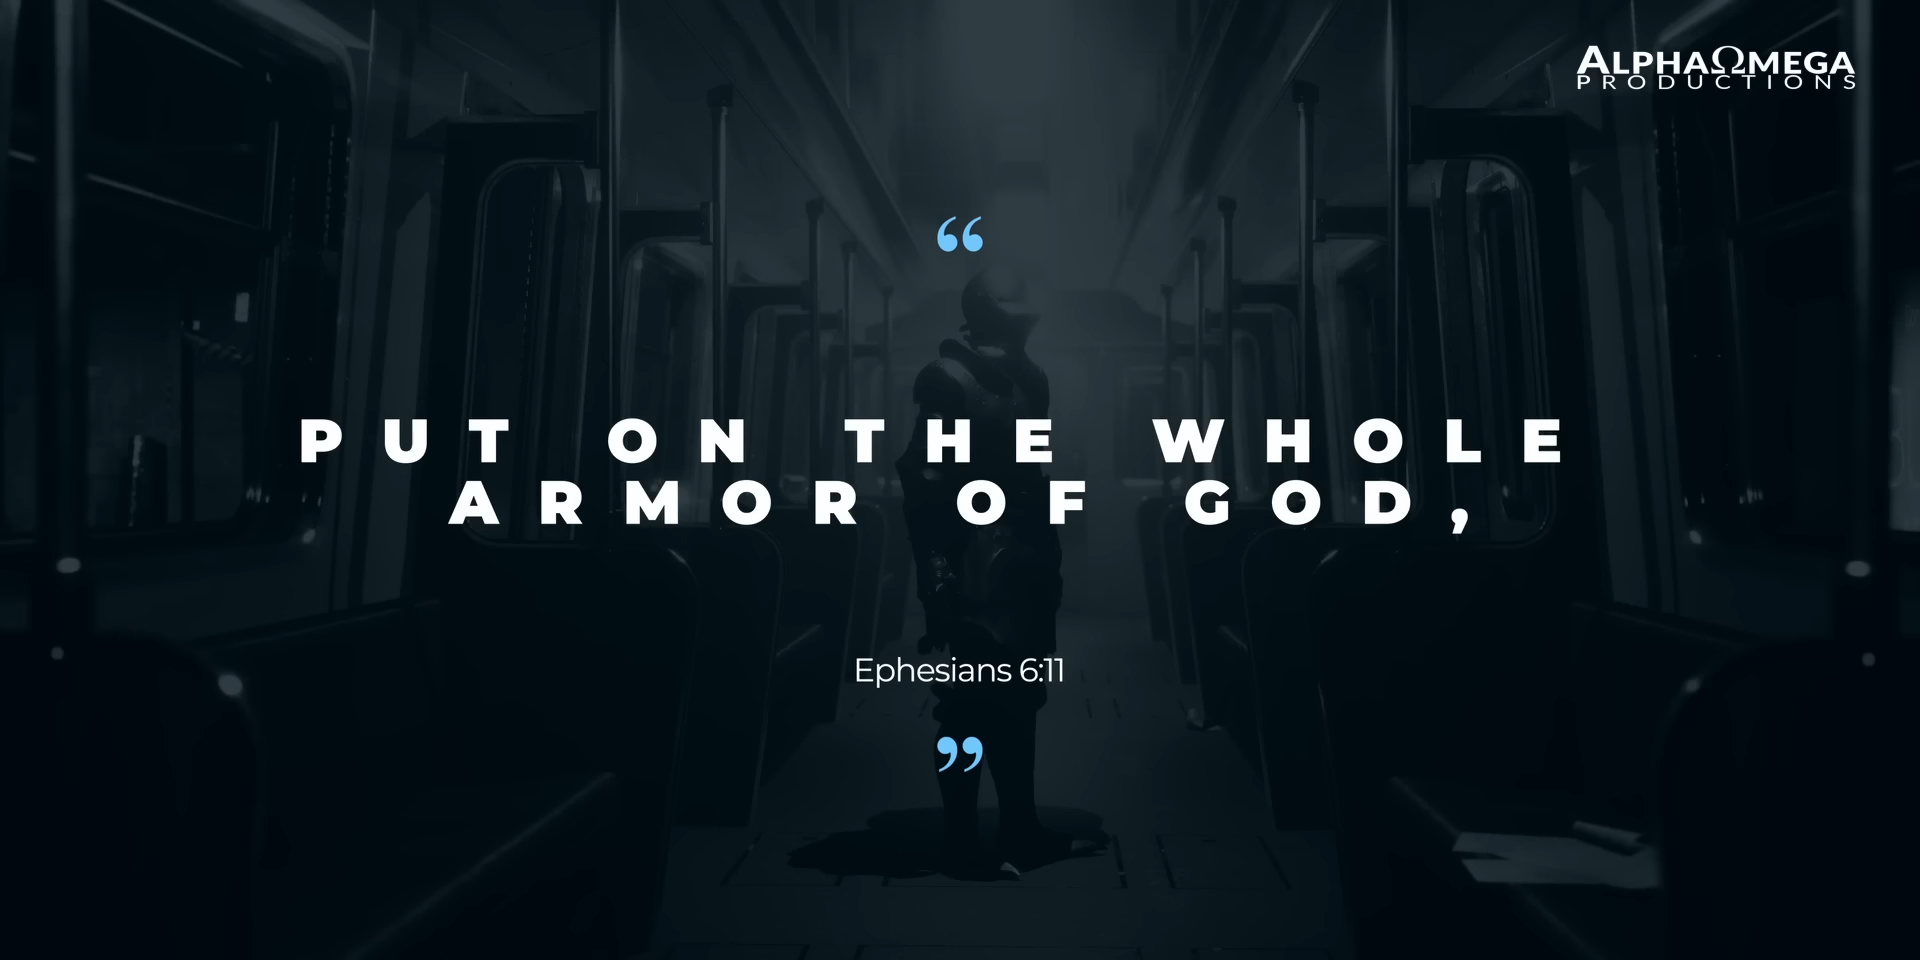 ALPHAΩMEGA
PRODUCTIONS
“
PUT ON THE WHOLE
ARMOR OF GOD,
Ephesians 6:11
”